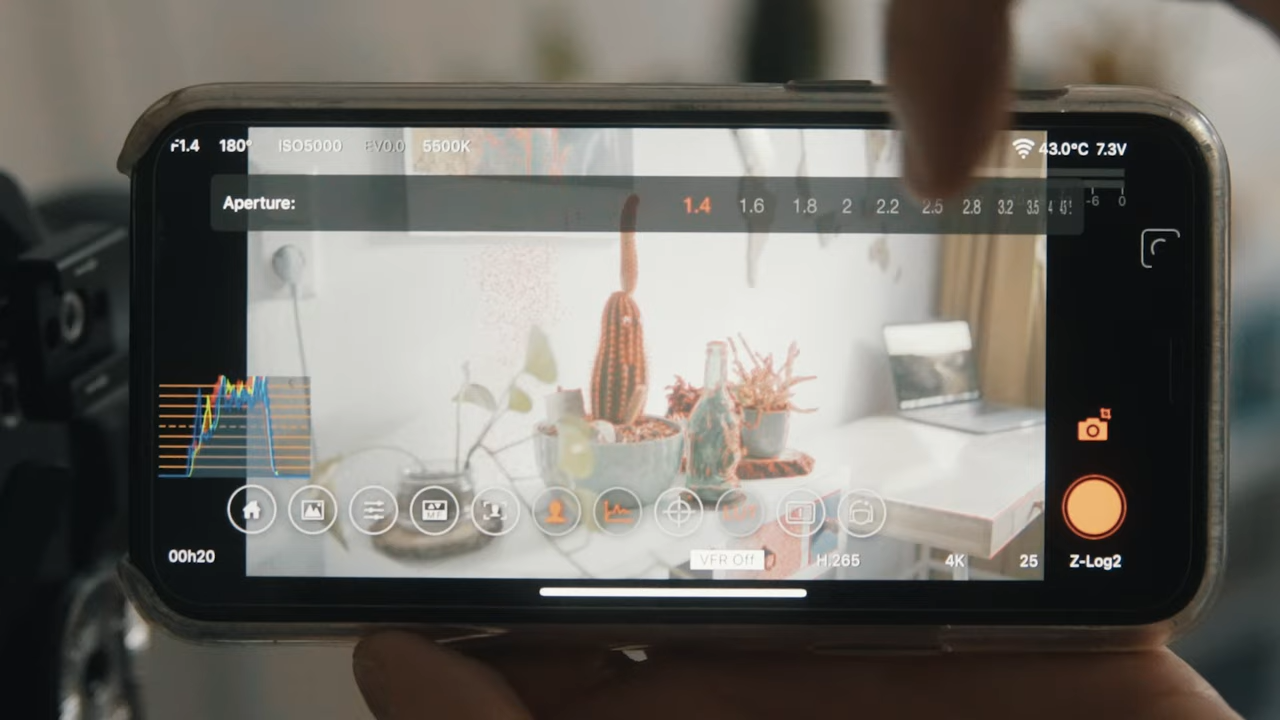 F1.4 180° ISO5000 EV0.0 5500K 43.0°C 7.3V
Aperture: 1.4 1.6 1.8 2 2.2 2.5 2.8 3.2 3.5 4 -6 0
MF
00h20 VFR Off H.265 4K 25 Z-Log2